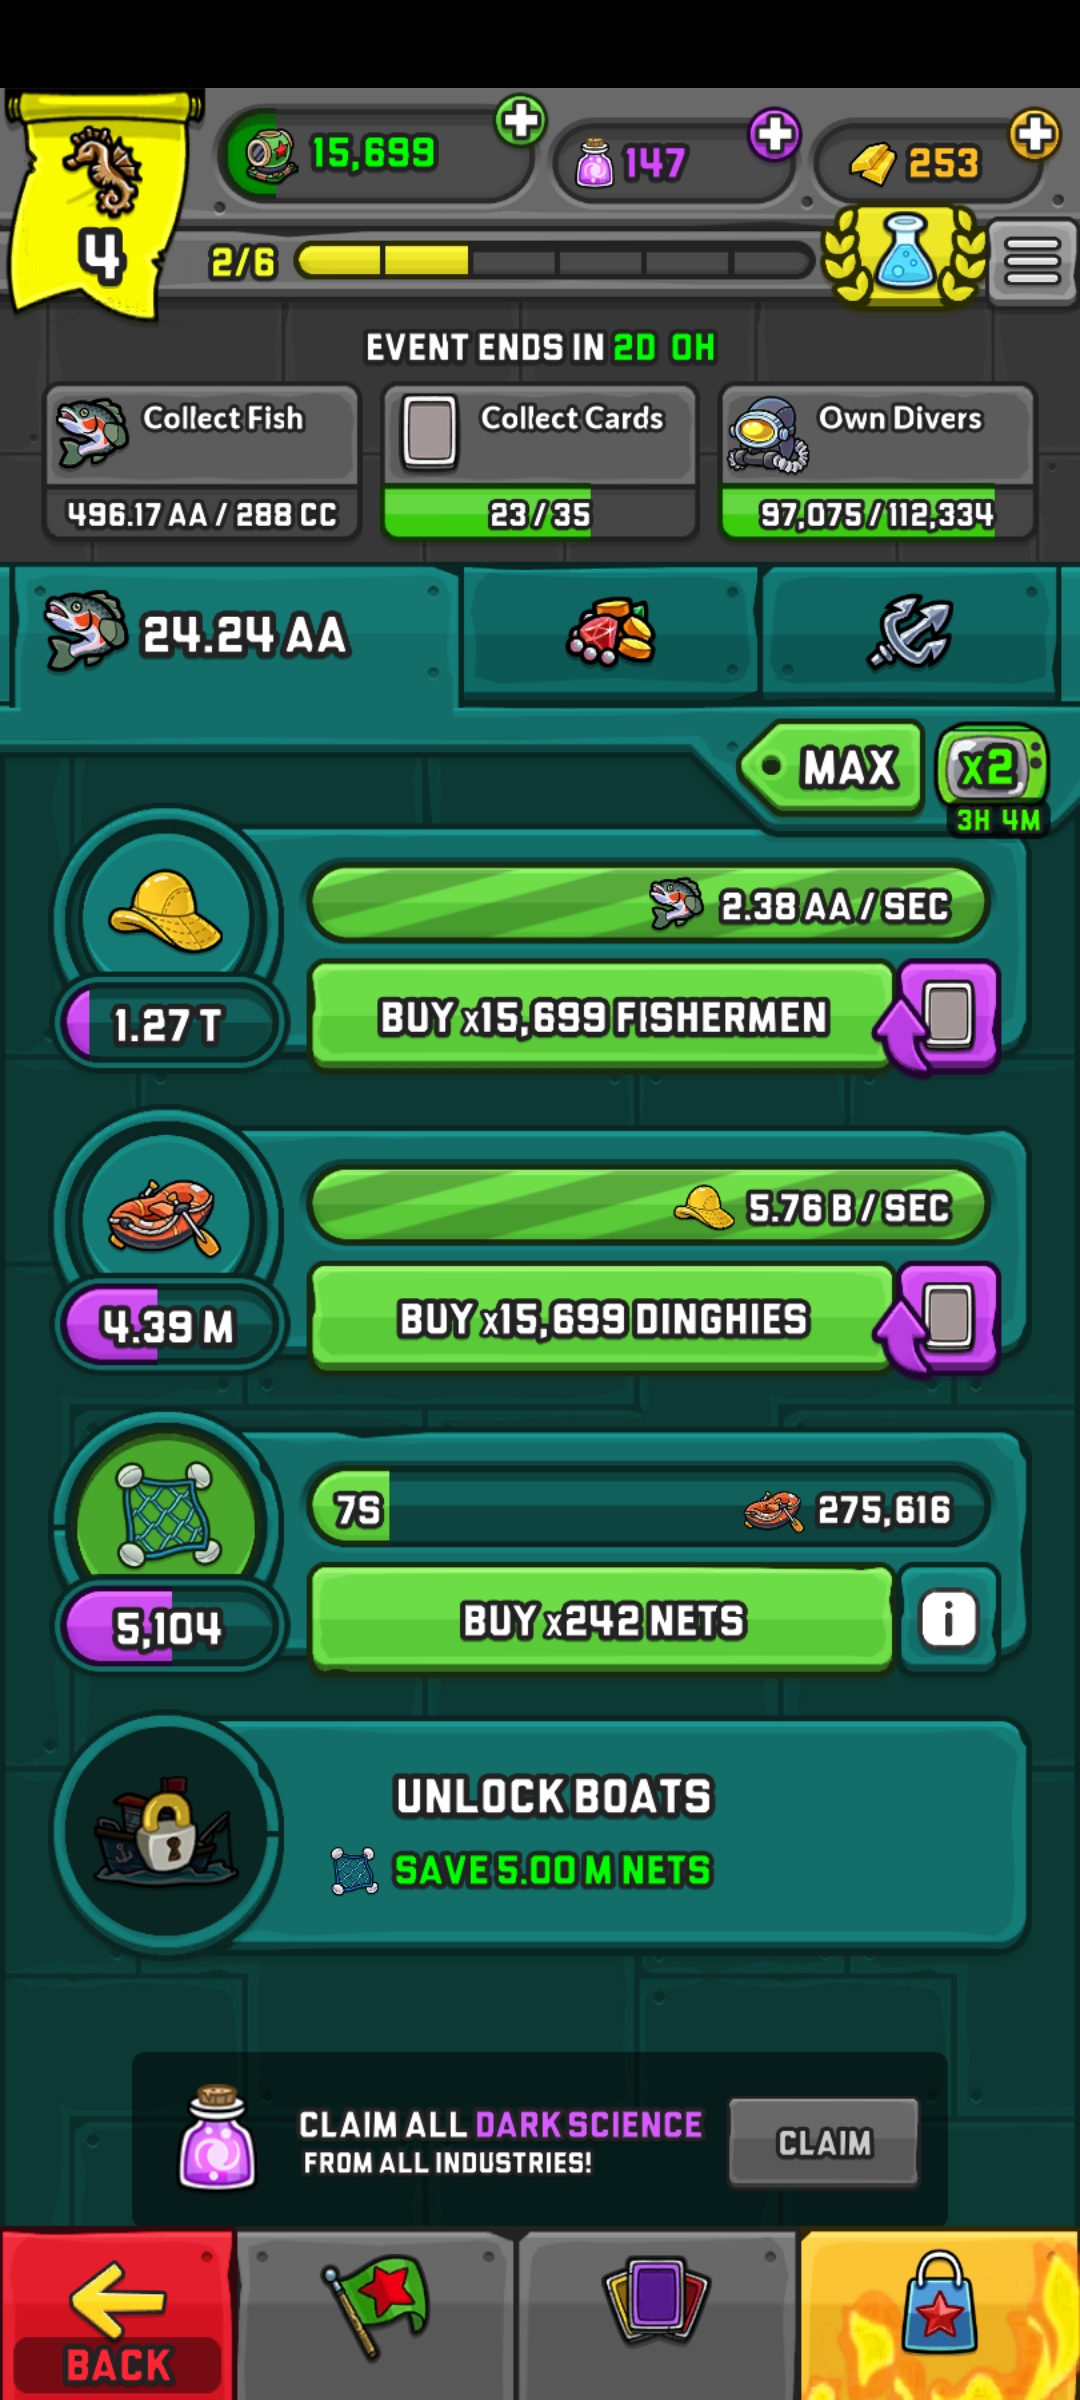 15,699
147
253
4
2/6
EVENT ENDS IN 2D 0H
Collect Fish
Collect Cards
Own Divers
496.17 AA / 288 CC
23 / 35
97,075 / 112,334
24.24 AA
MAX
x2
3H 4M
2.38 AA / SEC
1.27 T
BUY x15,699 FISHERMEN
5.76 B / SEC
4.39 M
BUY x15,699 DINGHIES
7S
275,616
5,104
BUY x242 NETS
i
UNLOCK BOATS
SAVE 5.00 M NETS
CLAIM ALL DARK SCIENCE
FROM ALL INDUSTRIES!
CLAIM
BACK